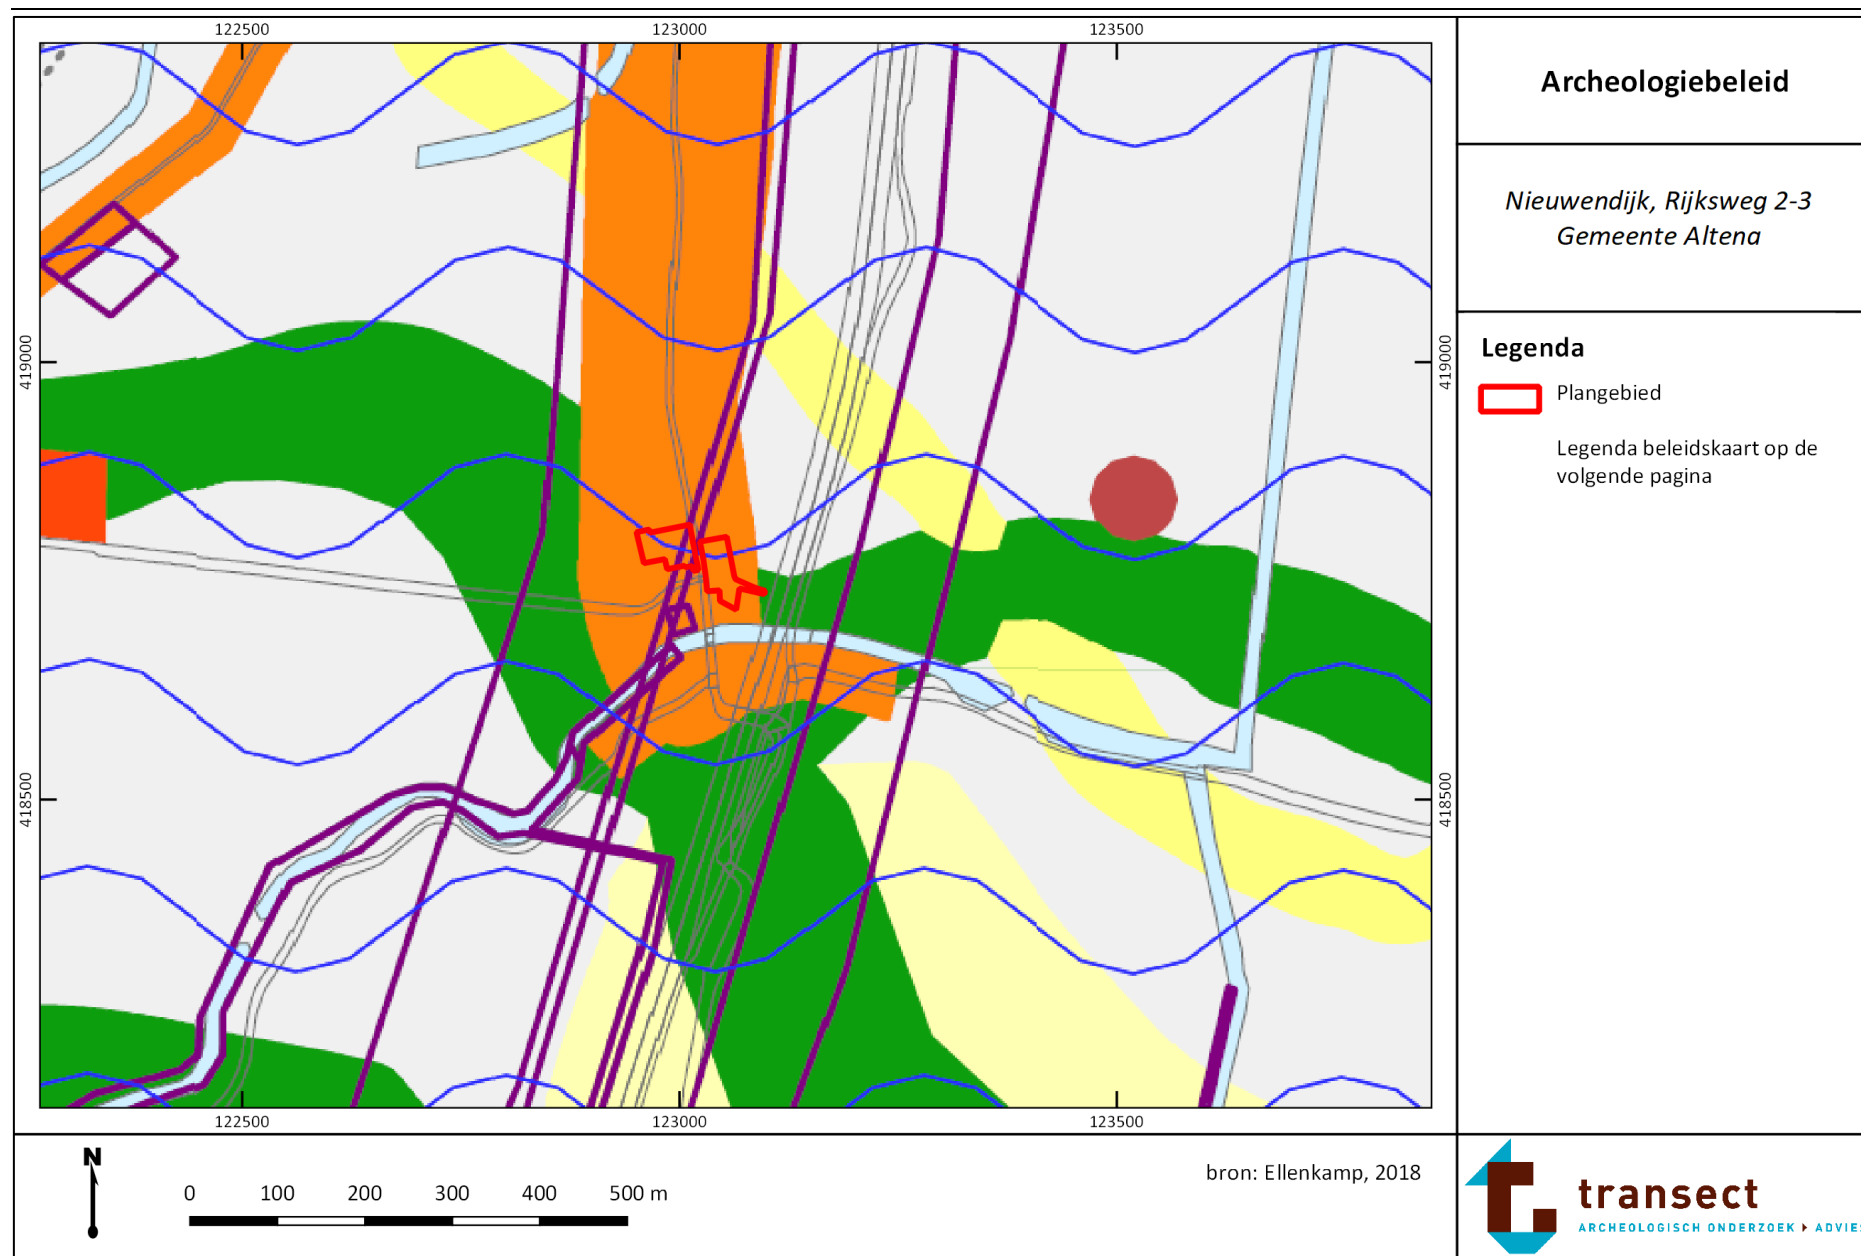 122500
123000
123500
Archeologiebeleid
Nieuwendijk, Rijksweg 2-3
Gemeente Altena
419000
419000
Legenda
Plangebied
Legenda beleidskaart op de
volgende pagina
418500
418500
122500
123000
123500
N
0 100 200 300 400 500 m
bron: Ellenkamp, 2018
transect
ARCHEOLOGISCH ONDERZOEK ▸ ADVIES